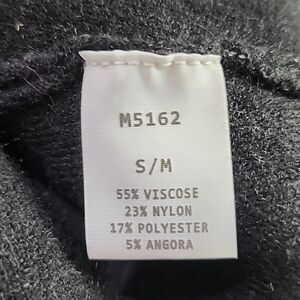 M5162
S/M
55% VISCOSE
23% NYLON
17% POLYESTER
5% ANGORA